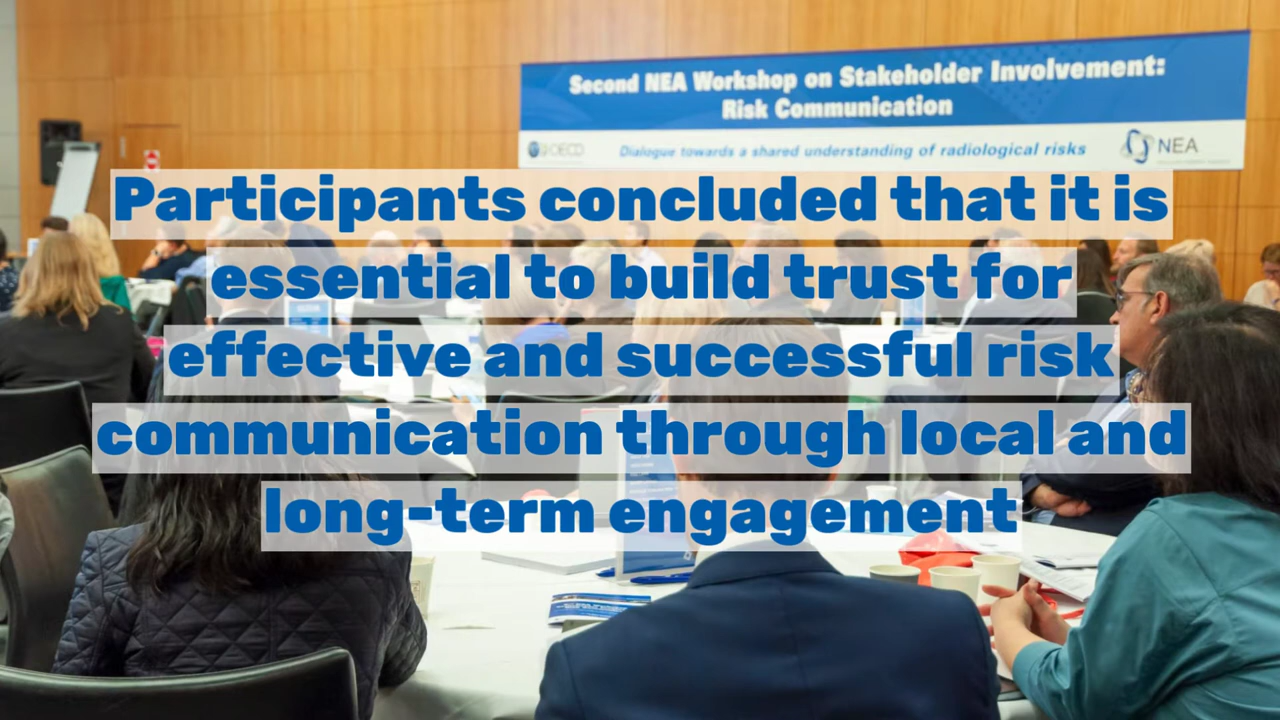 Second NEA Workshop on Stakeholder Involvement:
Risk Communication
OECD
Dialogue towards a shared understanding of radiological risks
NEA
Participants concluded that it is
essential to build trust for
effective and successful risk
communication through local and
long-term engagement